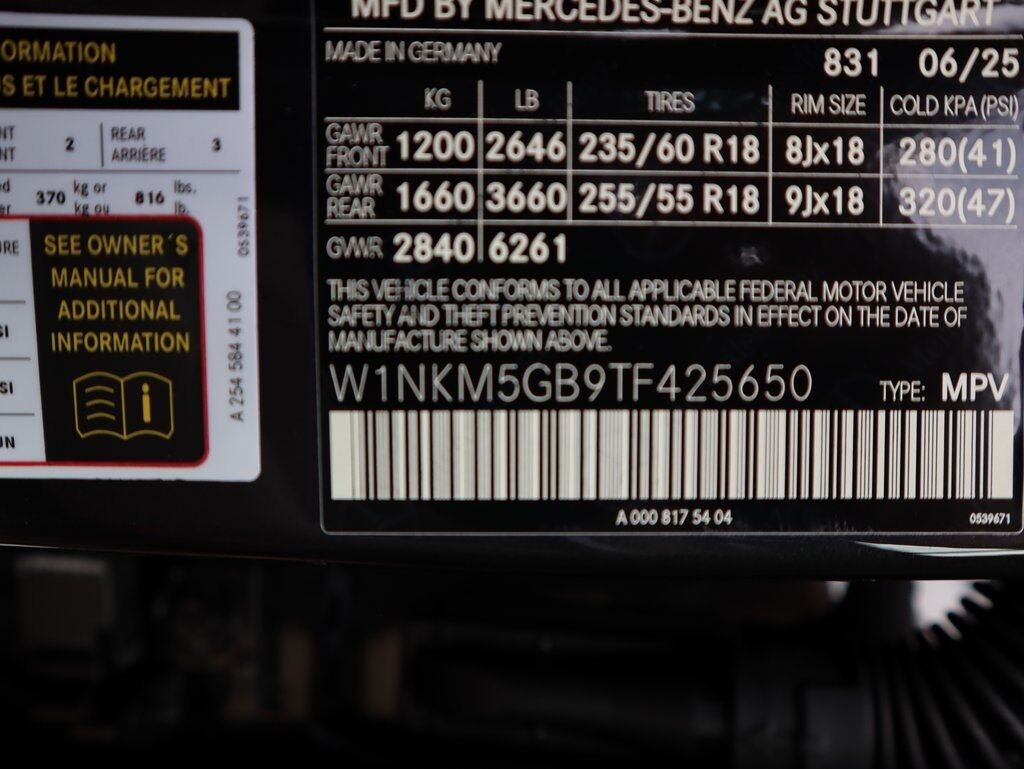 ORMATION
S ET LE CHARGEMENT
NT
NT
2
REAR
ARRIÈRE
3
370 kg or
kg ou
816 lbs.
lb.
SEE OWNER´S
MANUAL FOR
ADDITIONAL
INFORMATION
SI
SI
A 254 584 41 00
0539671
MFD BY MERCEDES-BENZ AG STUTTGART
MADE IN GERMANY 831 06/25
KG LB TIRES RIM SIZE COLD KPA (PSI)
GAWR FRONT 1200 2646 235/60 R18 8Jx18 280(41)
GAWR REAR 1660 3660 255/55 R18 9Jx18 320(47)
GVWR 2840 6261
THIS VEHICLE CONFORMS TO ALL APPLICABLE FEDERAL MOTOR VEHICLE
SAFETY AND THEFT PREVENTION STANDARDS IN EFFECT ON THE DATE OF
MANUFACTURE SHOWN ABOVE.
W1NKM5GB9TF425650 TYPE: MPV
A 000 817 54 04 0539671